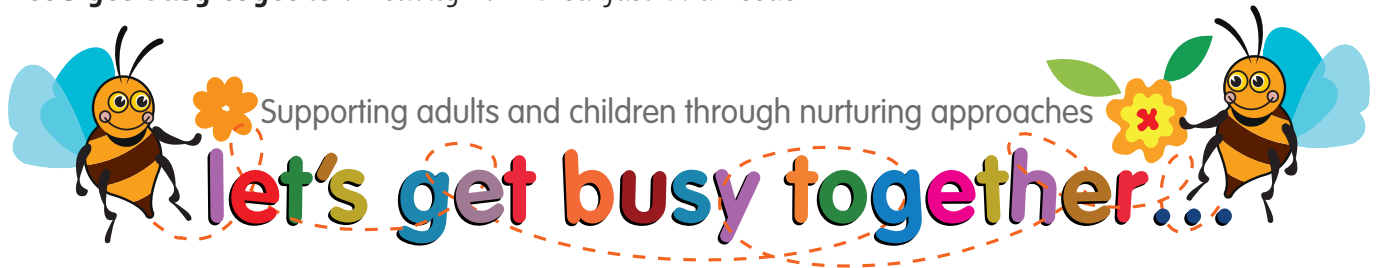 Supporting adults and children through nurturing approaches
let's get busy together...